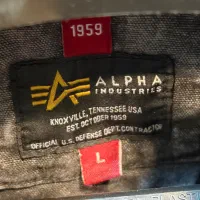 1959
ALPHA
INDUSTRIES
KNOXVILLE, TENNESSEE USA
EST. OCTOBER 1959
OFFICIAL U.S. DEFENSE DEPT. CONTRACTOR
L